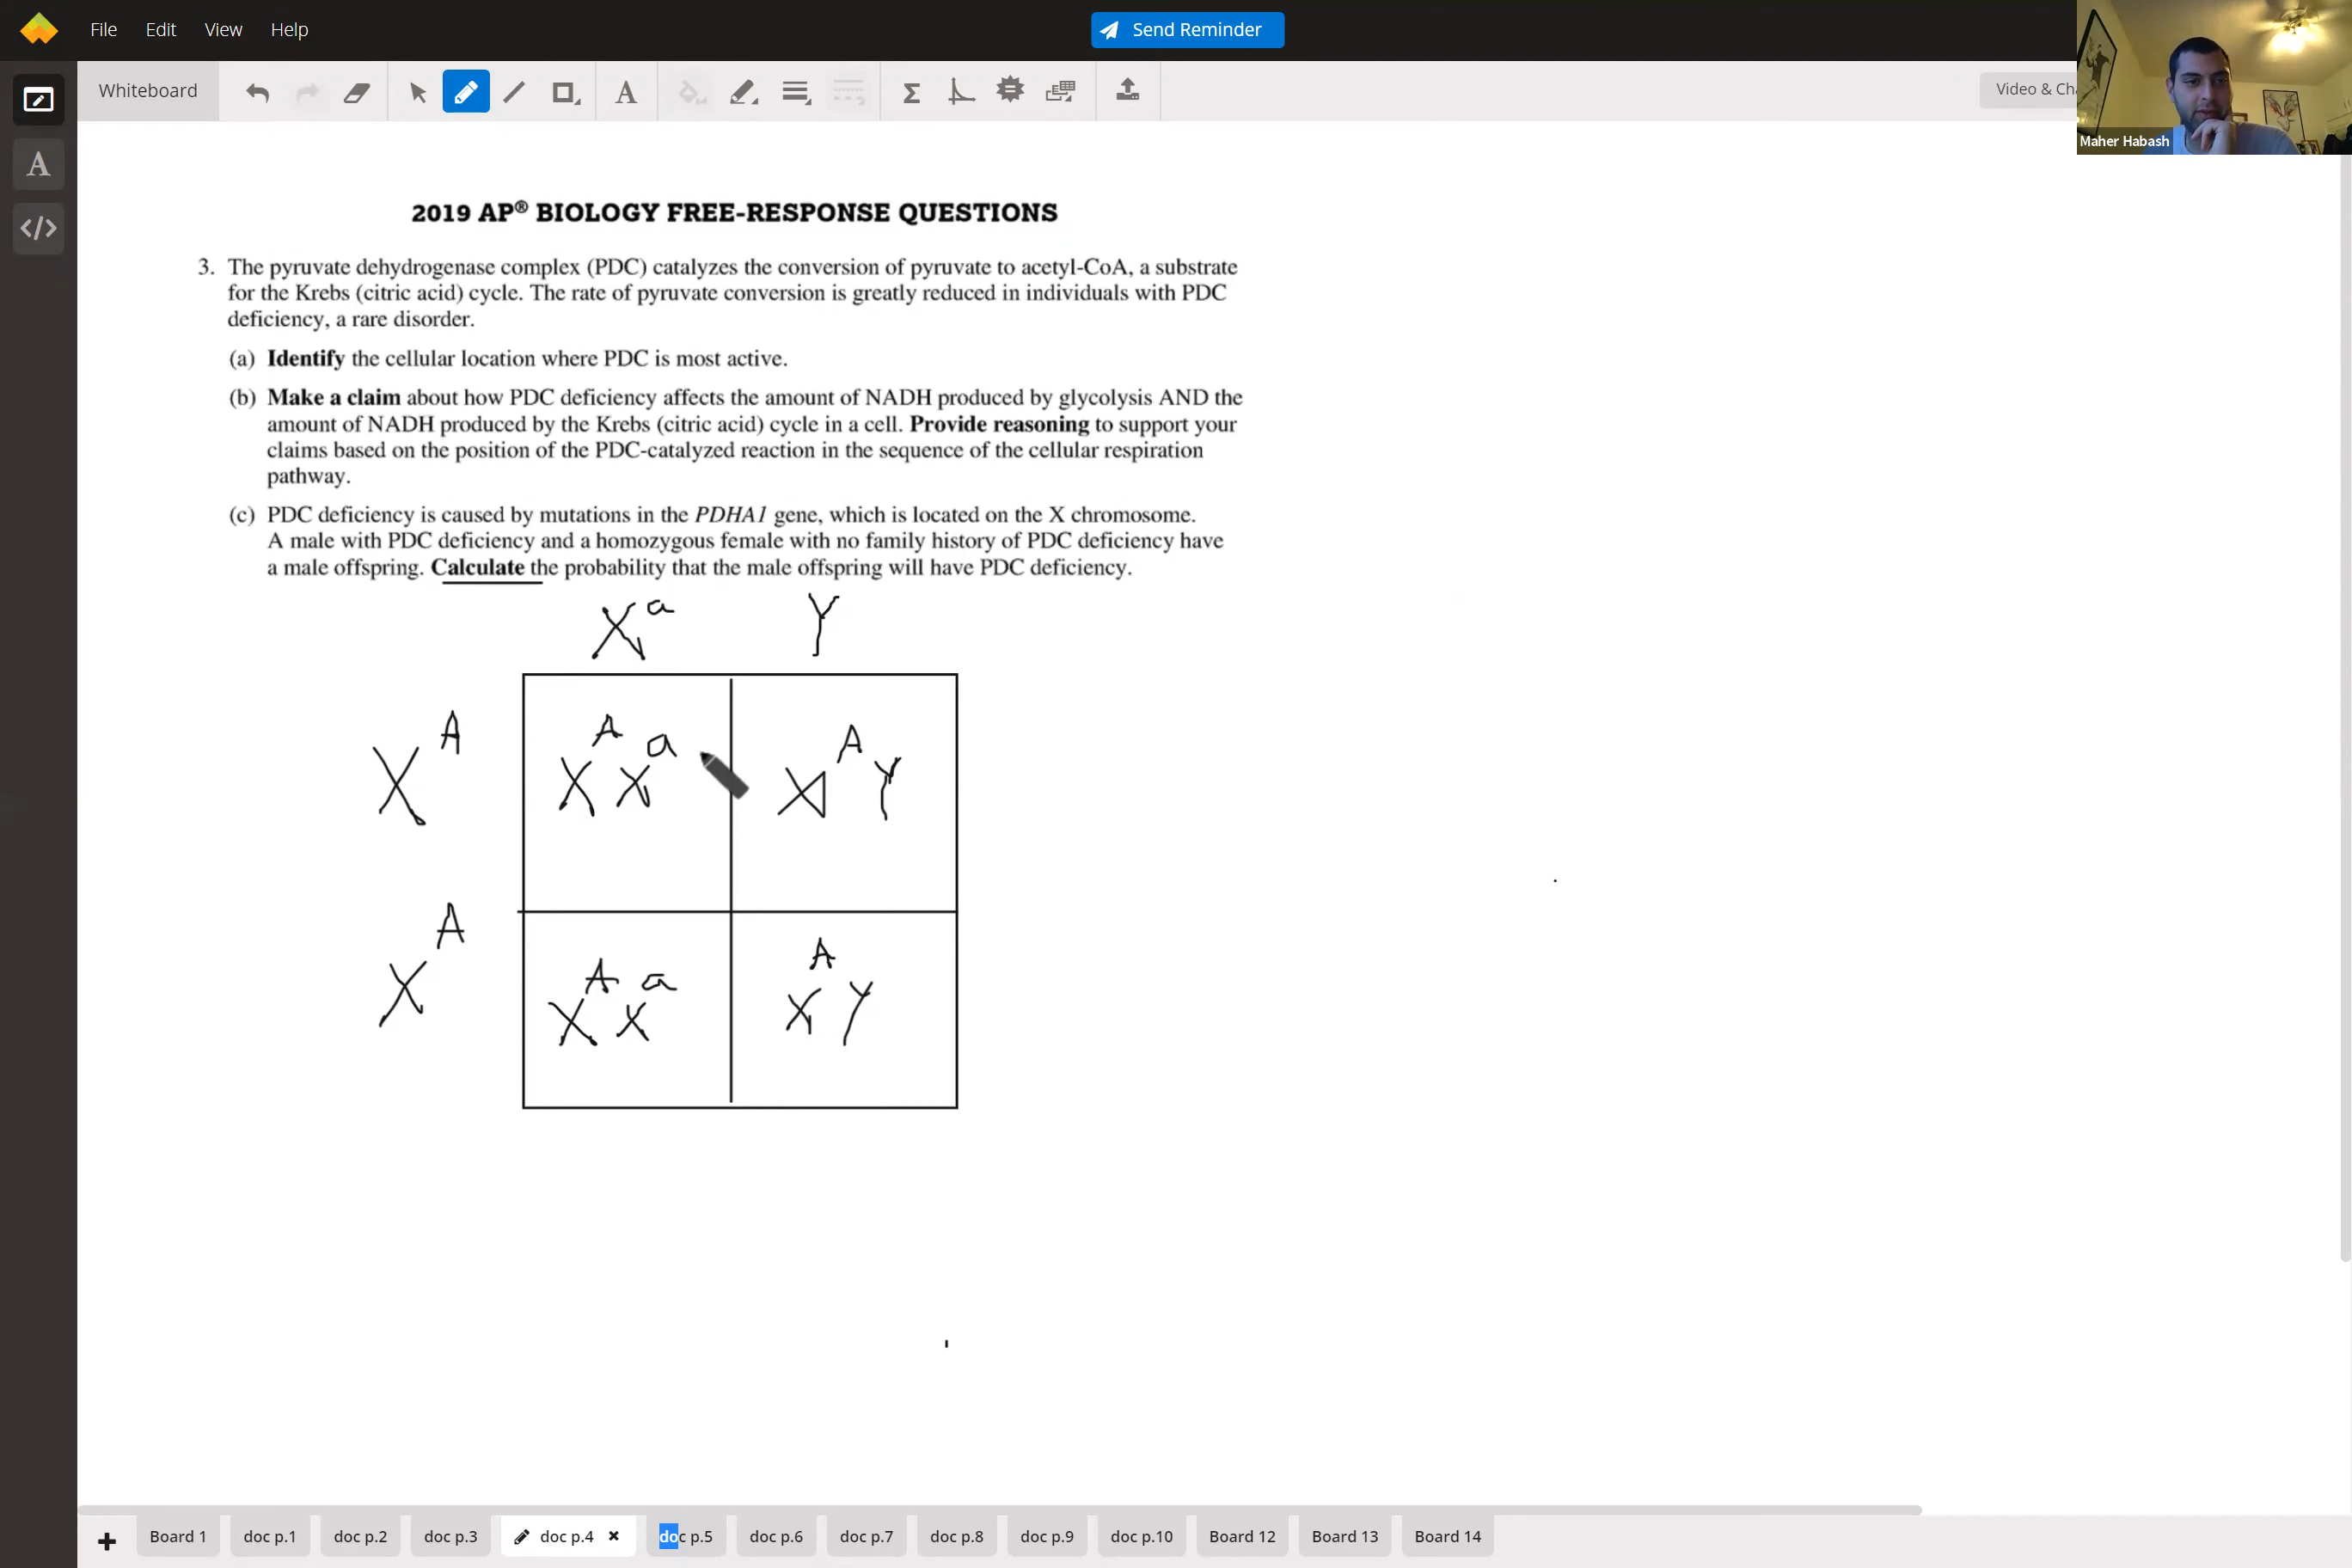 File Edit View Help
Send Reminder
Whiteboard
A
Σ
Video & Cha
Maher Habash
A
</>
2019 AP® BIOLOGY FREE-RESPONSE QUESTIONS
3. The pyruvate dehydrogenase complex (PDC) catalyzes the conversion of pyruvate to acetyl-CoA, a substrate
for the Krebs (citric acid) cycle. The rate of pyruvate conversion is greatly reduced in individuals with PDC
deficiency, a rare disorder.
(a) Identify the cellular location where PDC is most active.
(b) Make a claim about how PDC deficiency affects the amount of NADH produced by glycolysis AND the
amount of NADH produced by the Krebs (citric acid) cycle in a cell. Provide reasoning to support your
claims based on the position of the PDC-catalyzed reaction in the sequence of the cellular respiration
pathway.
(c) PDC deficiency is caused by mutations in the PDHA1 gene, which is located on the X chromosome.
A male with PDC deficiency and a homozygous female with no family history of PDC deficiency have
a male offspring. Calculate the probability that the male offspring will have PDC deficiency.
X^a Y
X^A X^A X^a X^A Y
X^A X^A X^a X^A Y
+ Board 1 doc p.1 doc p.2 doc p.3 doc p.4 doc p.5 doc p.6 doc p.7 doc p.8 doc p.9 doc p.10 Board 12 Board 13 Board 14